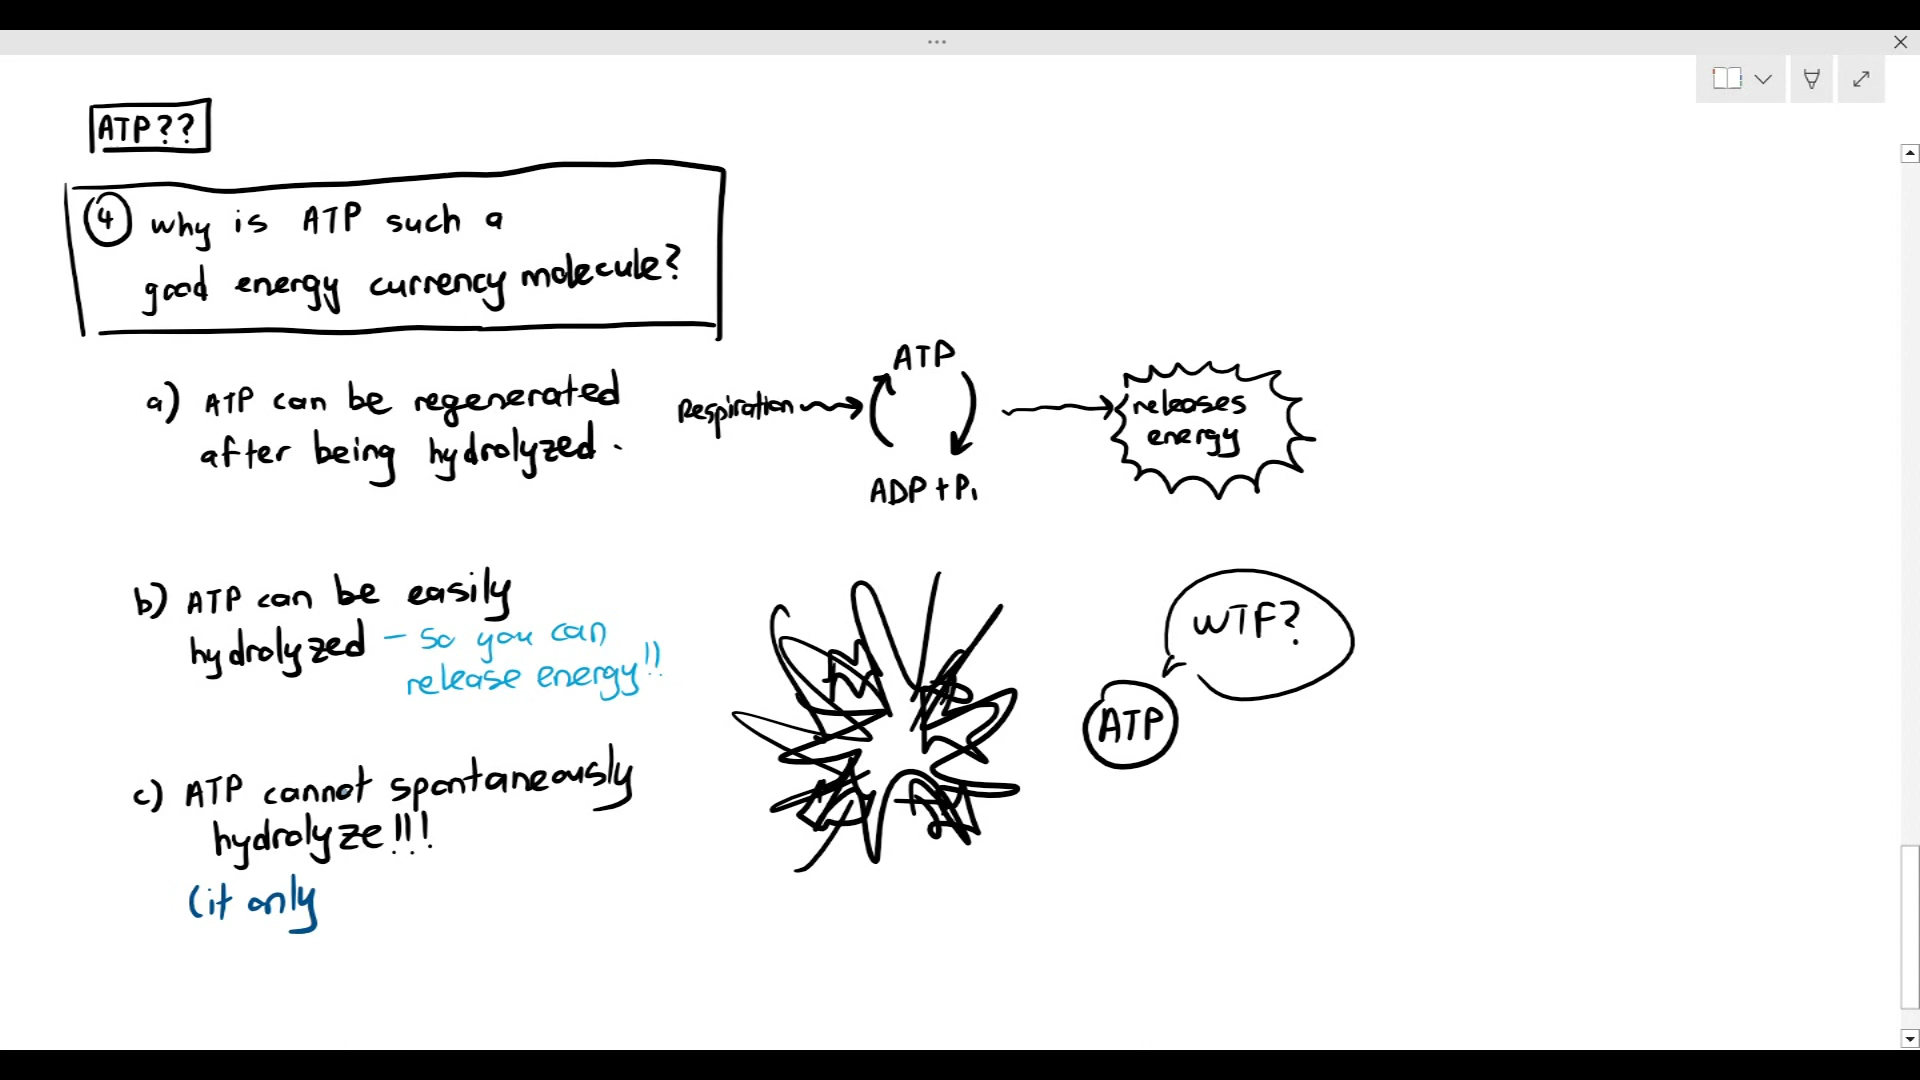 ATP??
④ why is ATP such a
good energy currency molecule?
a) ATP can be regenerated
after being hydrolyzed.
Respiration
ATP
ADP + Pi
releases
energy
b) ATP can be easily
hydrolyzed - so you can
release energy!!
WTF?
ATP
c) ATP cannot spontaneously
hydrolyze!!!
(it only